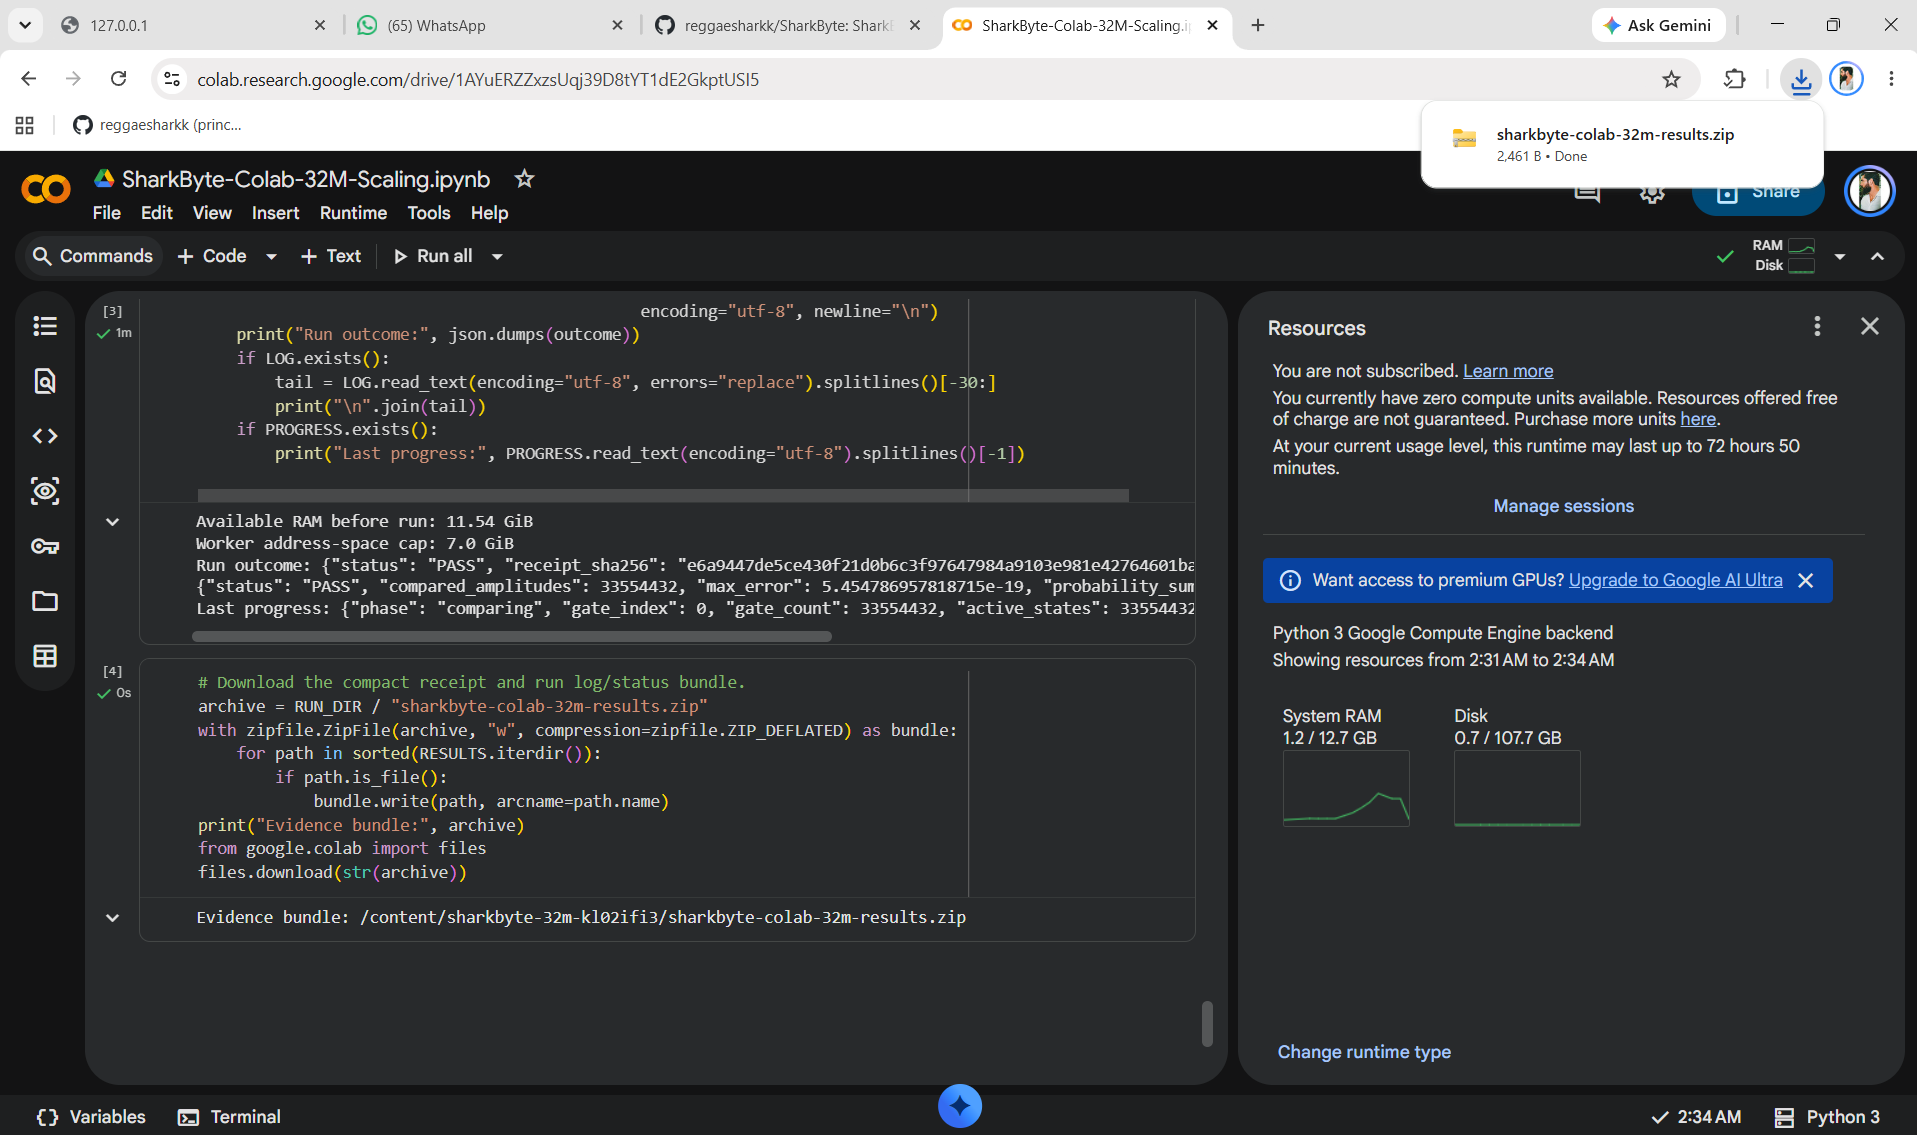 127.0.0.1
(65) WhatsApp
reggaesharkk/SharkByte: Shark
SharkByte-Colab-32M-Scaling.i
Ask Gemini
colab.research.google.com/drive/1AYuERZZxzsUqj39D8tYT1dE2GkptUSI5
reggaesharkk (princ...
sharkbyte-colab-32m-results.zip
2,461 B • Done
SharkByte-Colab-32M-Scaling.ipynb
File Edit View Insert Runtime Tools Help
Share
Commands + Code + Text Run all
RAM
Disk
[3]
1m
encoding="utf-8", newline="\n")
print("Run outcome:", json.dumps(outcome))
if LOG.exists():
tail = LOG.read_text(encoding="utf-8", errors="replace").splitlines()[-30:]
print("\n".join(tail))
if PROGRESS.exists():
print("Last progress:", PROGRESS.read_text(encoding="utf-8").splitlines()[-1])
Available RAM before run: 11.54 GiB
Worker address-space cap: 7.0 GiB
Run outcome: {"status": "PASS", "receipt_sha256": "e6a9447de5ce430f21d0b6c3f97647984a9103e981e42764601ba
{"status": "PASS", "compared_amplitudes": 33554432, "max_error": 5.454786957818715e-19, "probability_sum
Last progress: {"phase": "comparing", "gate_index": 0, "gate_count": 33554432, "active_states": 33554432
[4]
0s
# Download the compact receipt and run log/status bundle.
archive = RUN_DIR / "sharkbyte-colab-32m-results.zip"
with zipfile.ZipFile(archive, "w", compression=zipfile.ZIP_DEFLATED) as bundle:
for path in sorted(RESULTS.iterdir()):
if path.is_file():
bundle.write(path, arcname=path.name)
print("Evidence bundle:", archive)
from google.colab import files
files.download(str(archive))
Evidence bundle: /content/sharkbyte-32m-kl02ifi3/sharkbyte-colab-32m-results.zip
Resources
You are not subscribed. Learn more
You currently have zero compute units available. Resources offered free
of charge are not guaranteed. Purchase more units here.
At your current usage level, this runtime may last up to 72 hours 50
minutes.
Manage sessions
Want access to premium GPUs? Upgrade to Google AI Ultra
Python 3 Google Compute Engine backend
Showing resources from 2:31 AM to 2:34 AM
System RAM
1.2 / 12.7 GB
Disk
0.7 / 107.7 GB
Change runtime type
Variables
Terminal
2:34 AM
Python 3